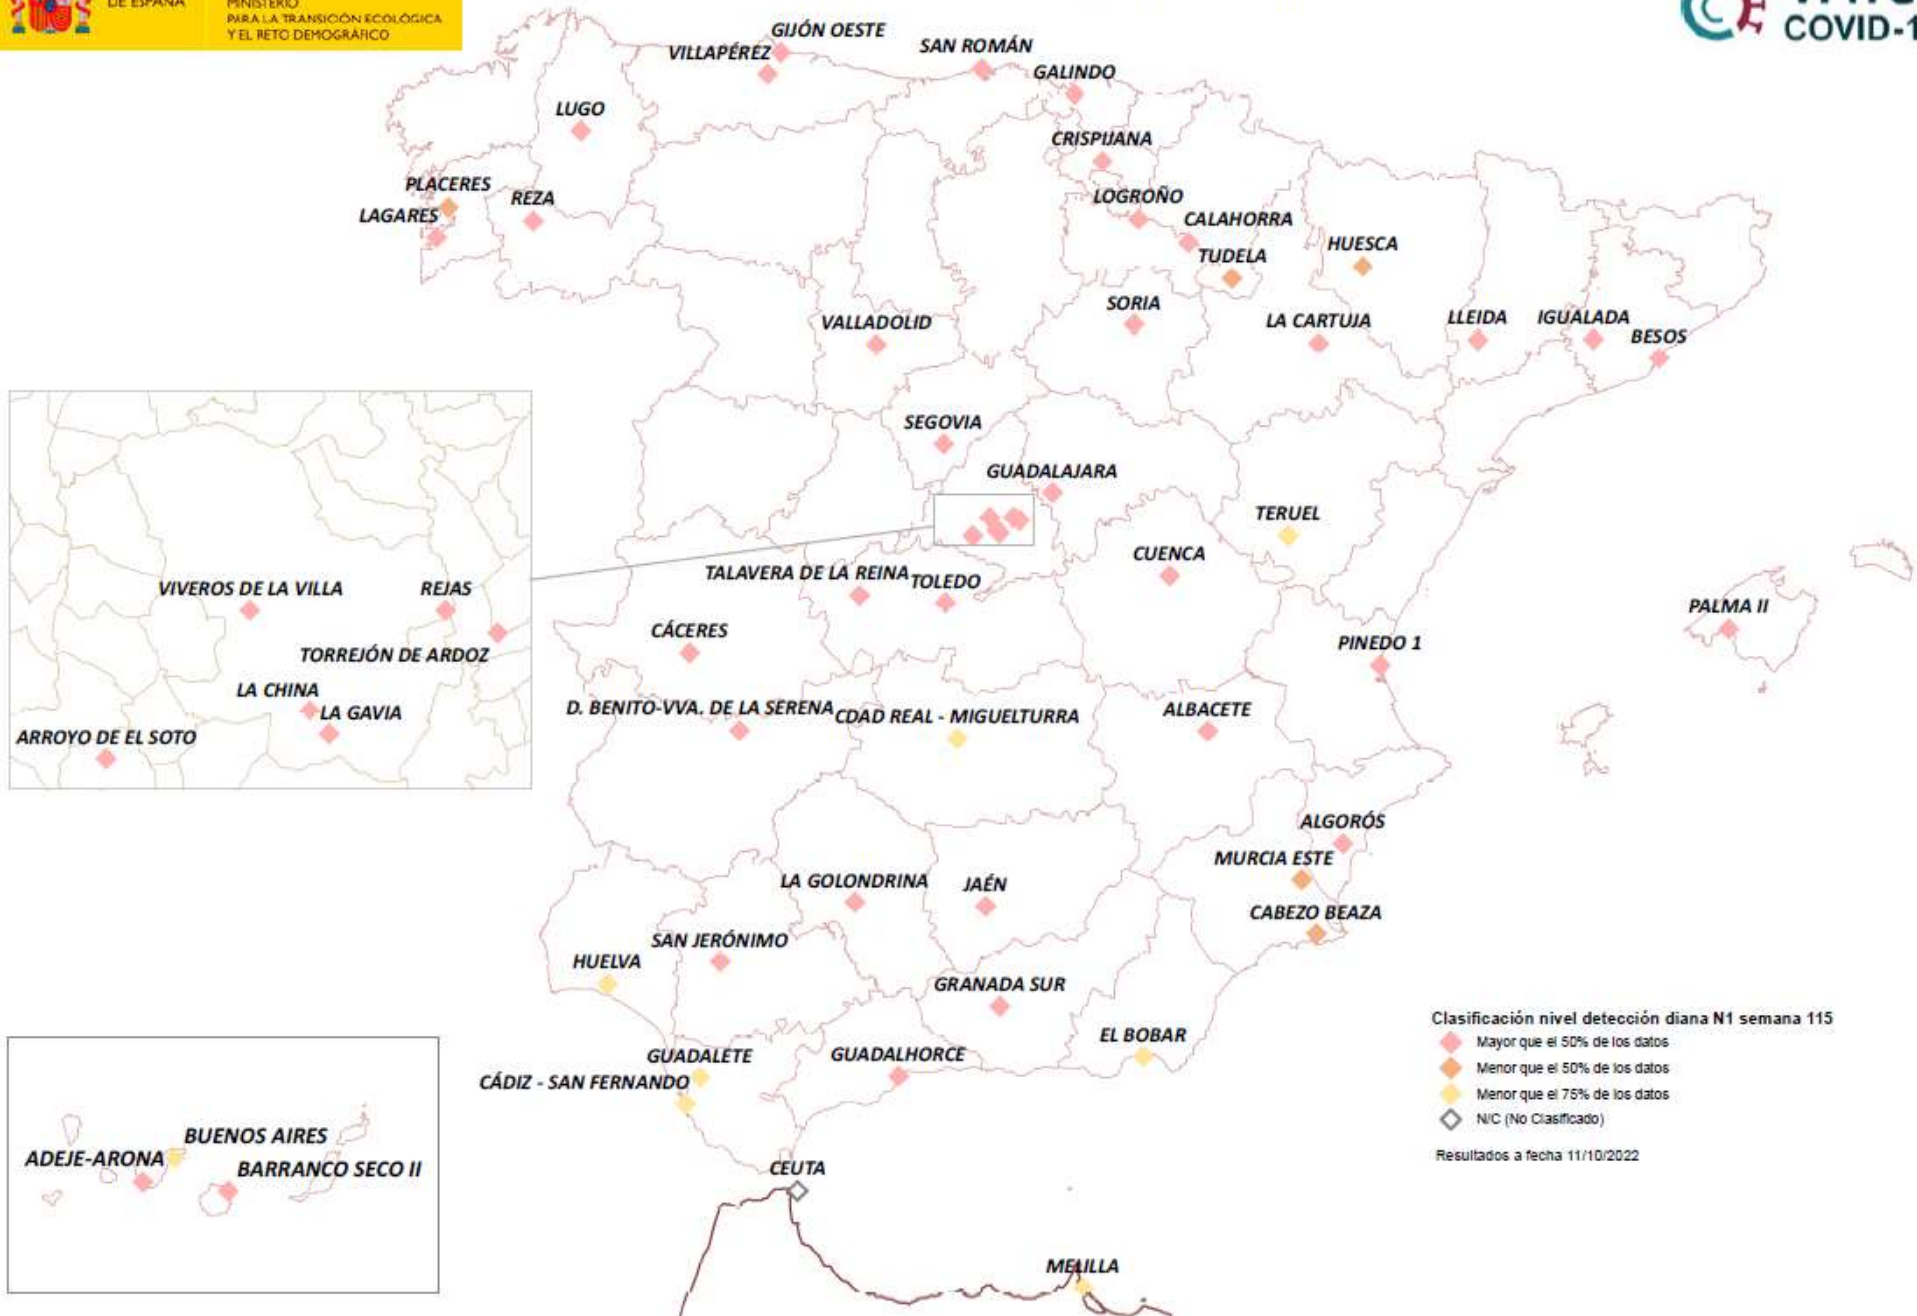 DE ESPAÑA
MINISTERIO
PARA LA TRANSICIÓN ECOLÓGICA
Y EL RETO DEMOGRÁFICO
COVID-1
GIJÓN OESTE
VILLAPÉREZ
SAN ROMÁN
GALINDO
LUGO
CRISPIJANA
PLACERES
REZA
LOGROÑO
LAGARES
CALAHORRA
TUDELA
HUESCA
SORIA
VALLADOLID
LA CARTUJA
LLEIDA
IGUALADA
BESOS
SEGOVIA
GUADALAJARA
TERUEL
CUENCA
TALAVERA DE LA REINA
TOLEDO
VIVEROS DE LA VILLA
REJAS
TORREJÓN DE ARDOZ
LA CHINA
LA GAVIA
ARROYO DE EL SOTO
PALMA II
CÁCERES
PINEDO 1
D. BENITO-VVA. DE LA SERENA
CDAD REAL - MIGUELTURRA
ALBACETE
ALGORÓS
MURCIA ESTE
LA GOLONDRINA
JAÉN
CABEZO BEAZA
SAN JERÓNIMO
HUELVA
GRANADA SUR
EL BOBAR
GUADALETE
GUADALHORCE
CÁDIZ - SAN FERNANDO
Clasificación nivel detección diana N1 semana 115
Mayor que el 50% de los datos
Menor que el 50% de los datos
Menor que el 75% de los datos
N/C (No Clasificado)
Resultados a fecha 11/10/2022
BUENOS AIRES
ADEJE-ARONA
BARRANCO SECO II
CEUTA
MELILLA